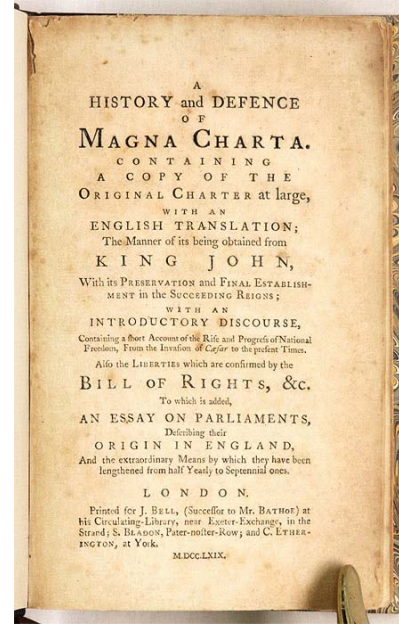 A
HISTORY and DEFENCE
OF
MAGNA CHARTA.
CONTAINING
A COPY OF THE
ORIGINAL CHARTER at large,
WITH AN
ENGLISH TRANSLATION;
The Manner of its being obtained from
KING JOHN,
With its PRESERVATION and FINAL ESTABLISH-
MENT in the SUCCEEDING REIGNS;
WITH AN
INTRODUCTORY DISCOURSE,
Containing a ſhort Account of the Riſe and Progreſs of National
Freedom, From the Invaſion of Cæſar to the preſent Times.
Alſo the LIBERTIES which are confirmed by the
BILL OF RIGHTS, &c.
To which is added,
AN ESSAY ON PARLIAMENTS,
Deſcribing their
ORIGIN IN ENGLAND,
And the extraordinary Means by which they have been
lengthened from half Yearly to Septennial ones.
LONDON.
Printed for J. BELL, (Succeſſor to Mr. BATHOE) at
his Circulating-Library, near Exeter-Exchange, in the
Strand; S. BLADON, Pater-noſter-Row; and C. ETHER-
INGTON, at York.
M.DCC.LXIX.